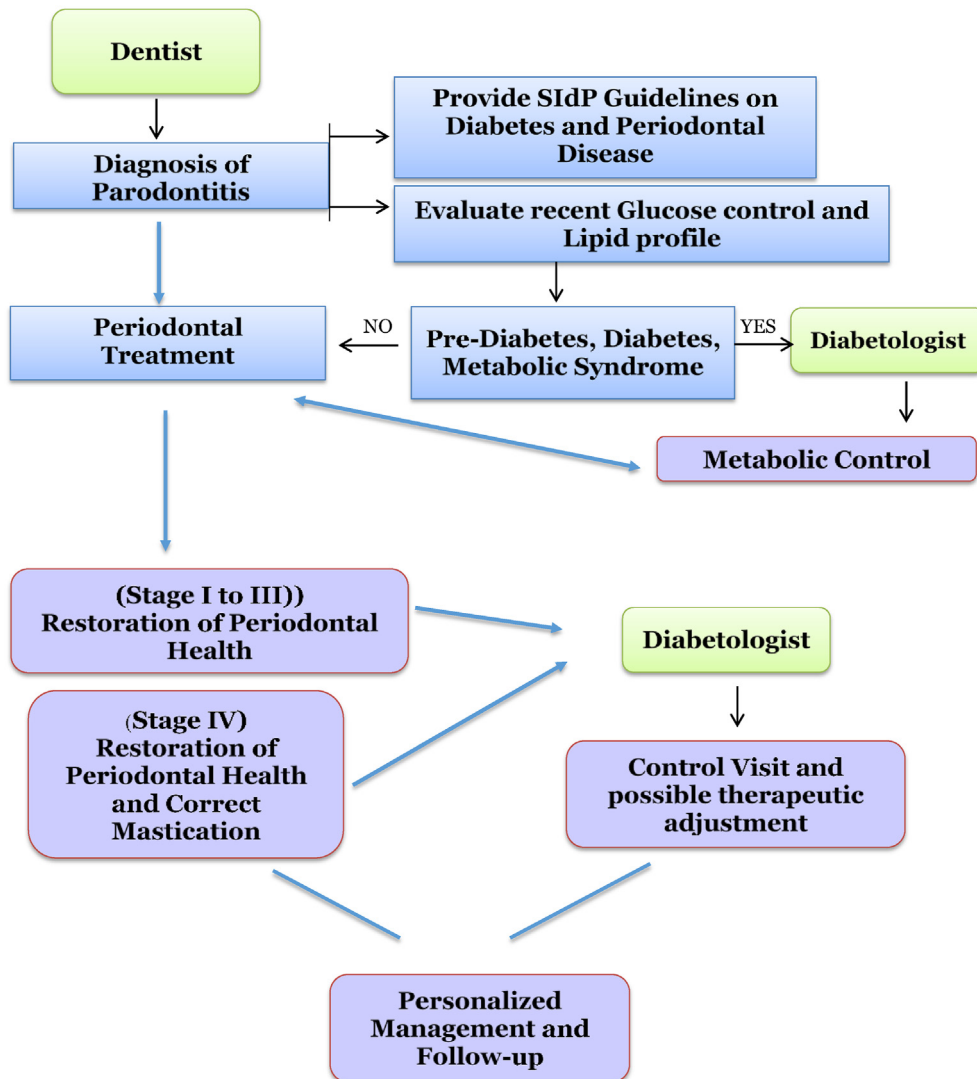 Dentist
Provide SIdP Guidelines on
Diabetes and Periodontal
Disease
Diagnosis of
Parodontitis
Evaluate recent Glucose control and
Lipid profile
Periodontal
Treatment
NO
Pre-Diabetes, Diabetes,
Metabolic Syndrome
YES
Diabetologist
Metabolic Control
(Stage I to III))
Restoration of Periodontal
Health
Diabetologist
(Stage IV)
Restoration of
Periodontal Health
and Correct
Mastication
Control Visit and
possible therapeutic
adjustment
Personalized
Management and
Follow-up